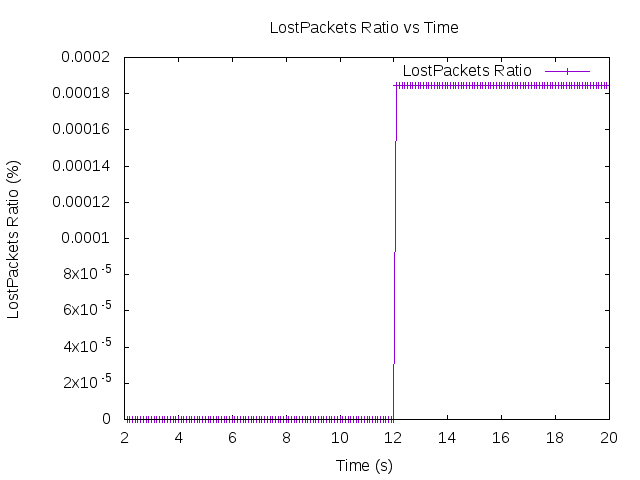 LostPackets Ratio vs Time
LostPackets Ratio
LostPackets Ratio (%)
0.0002
0.00018
0.00016
0.00014
0.00012
0.0001
8x10^-5
6x10^-5
4x10^-5
2x10^-5
0
2 4 6 8 10 12 14 16 18 20
Time (s)